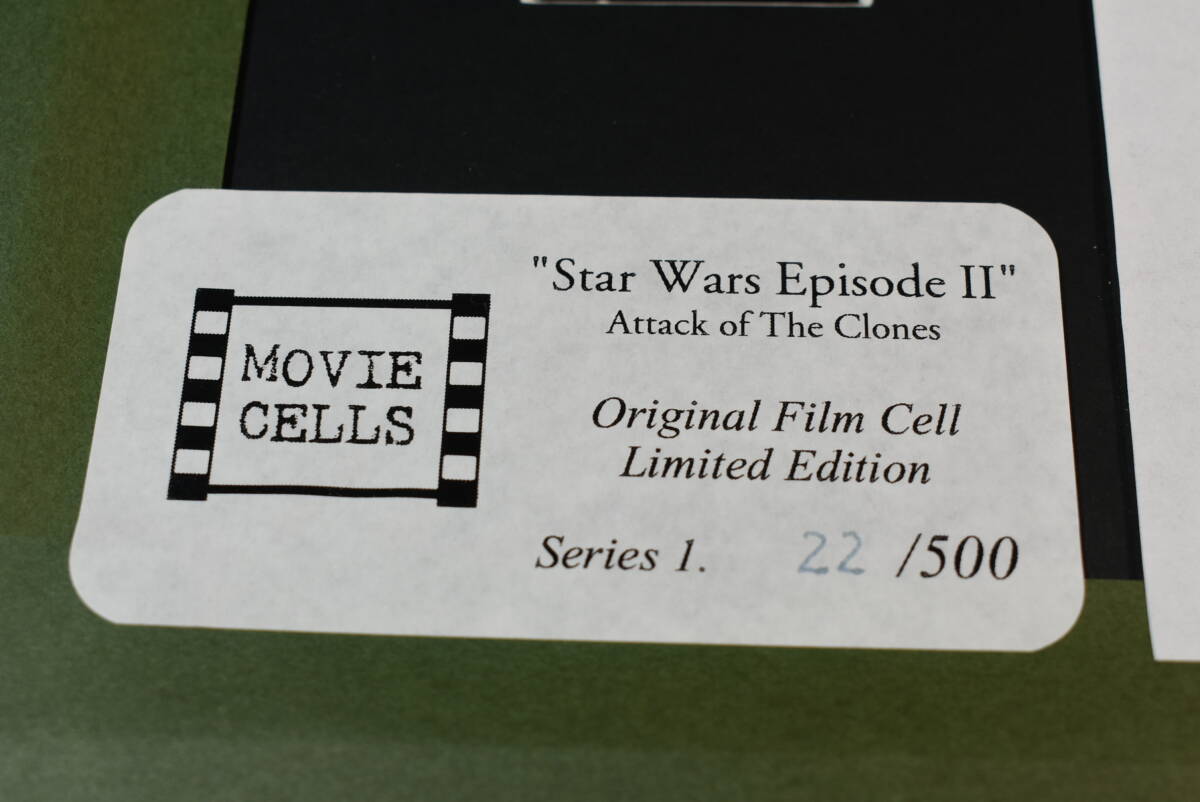 MOVIE
CELLS
"Star Wars Episode II"
Attack of The Clones
Original Film Cell
Limited Edition
Series 1. 22 /500